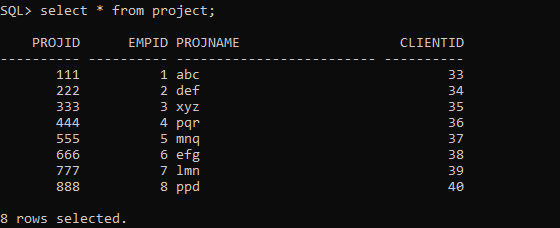 SQL> select * from project;
PROJID EMPID PROJNAME CLIENTID
---------- ---------- ------------------------- ----------
111 1 abc 33
222 2 def 34
333 3 xyz 35
444 4 pqr 36
555 5 mnq 37
666 6 efg 38
777 7 lmn 39
888 8 ppd 40
8 rows selected.